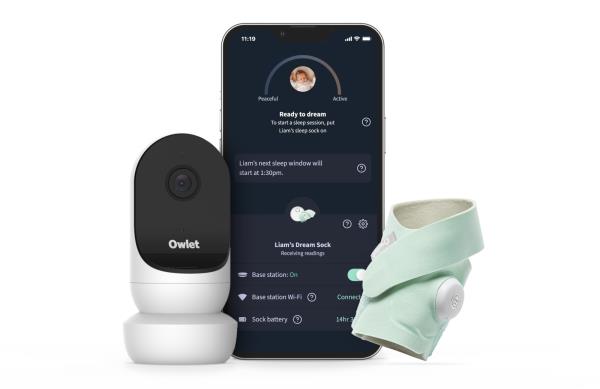 11:19
Peaceful
Active
Ready to dream
To start a sleep session, put
Liam's sleep sock on
Liam's next sleep window will
start at 1:30pm.
Liam's Dream Sock
Receiving readings
Base station: On
Base station Wi-Fi
Sock battery
14hr
Owlet